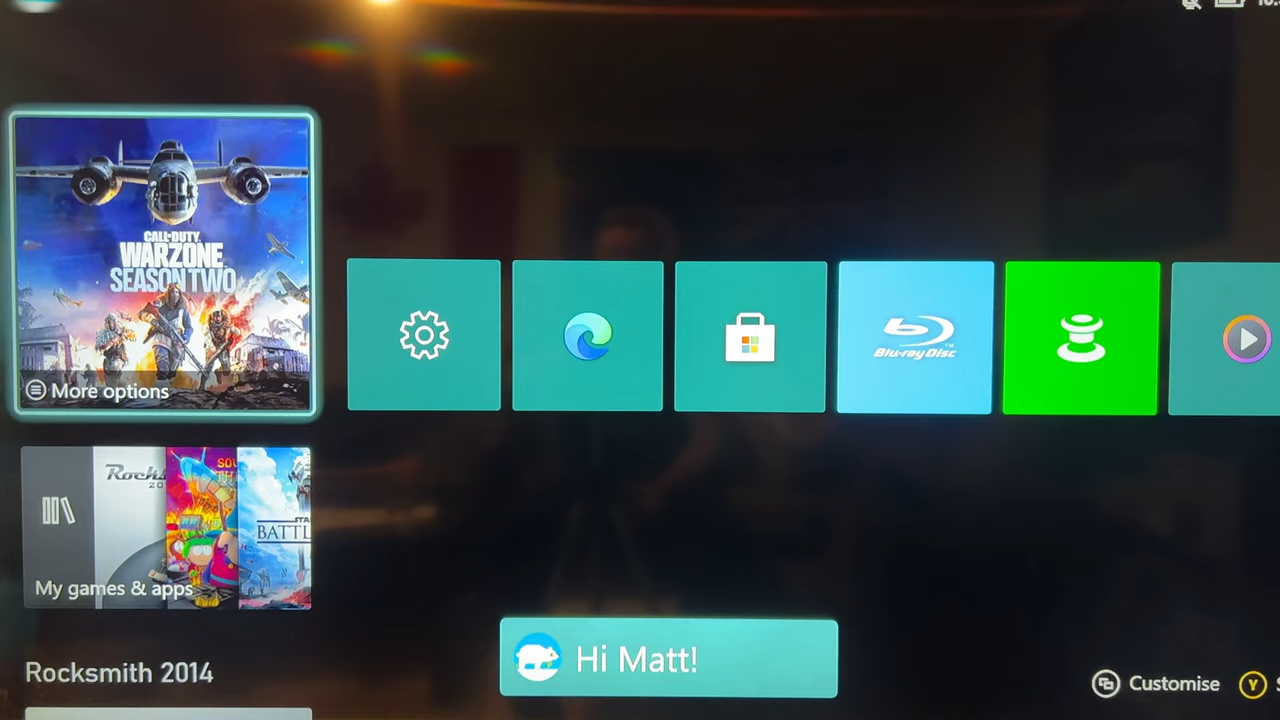 CALL OF DUTY.
WARZONE
SEASON TWO
More options
Blu-ray Disc
TM
My games & apps
Hi Matt!
Rocksmith 2014
Customise
Y